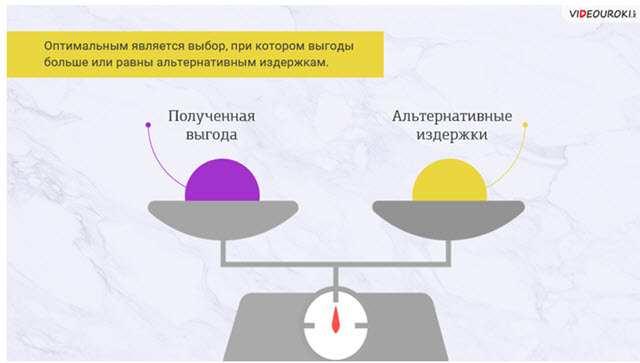 VIDEOUROKI
Оптимальным является выбор, при котором выгоды
больше или равны альтернативным издержкам.
Полученная
выгода
Альтернативные
издержки